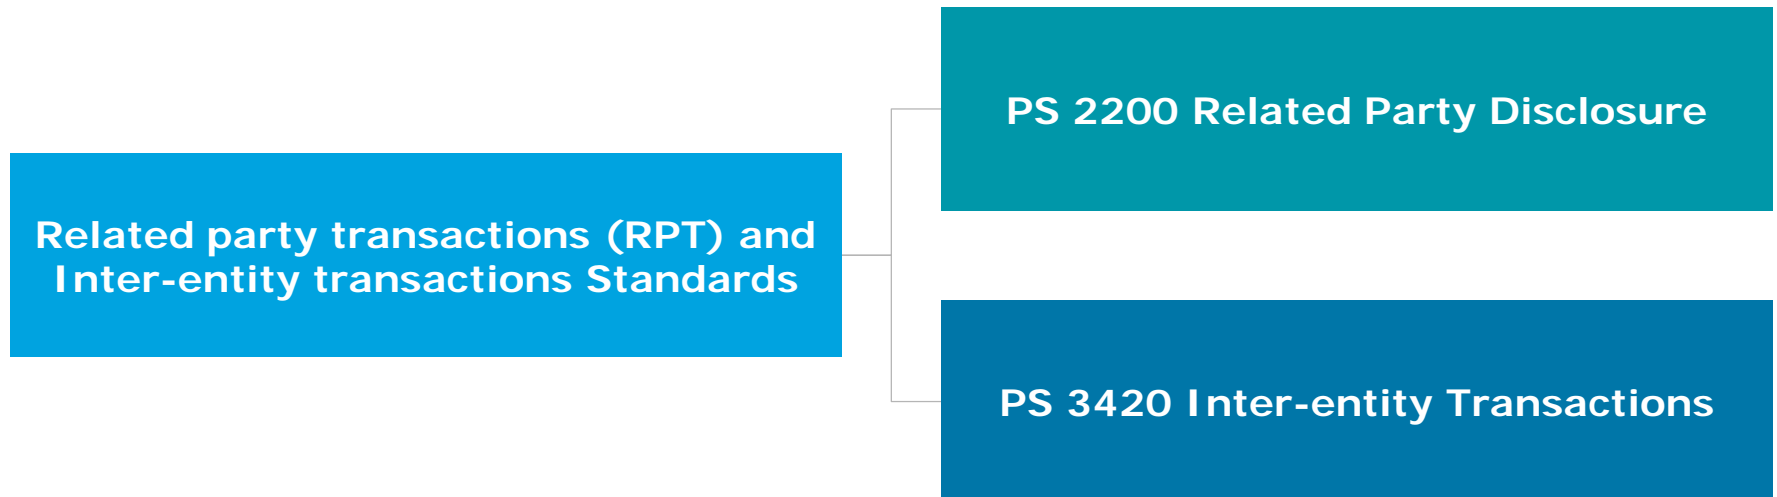 PS 2200 Related Party Disclosure
Related party transactions (RPT) and
Inter-entity transactions Standards
PS 3420 Inter-entity Transactions